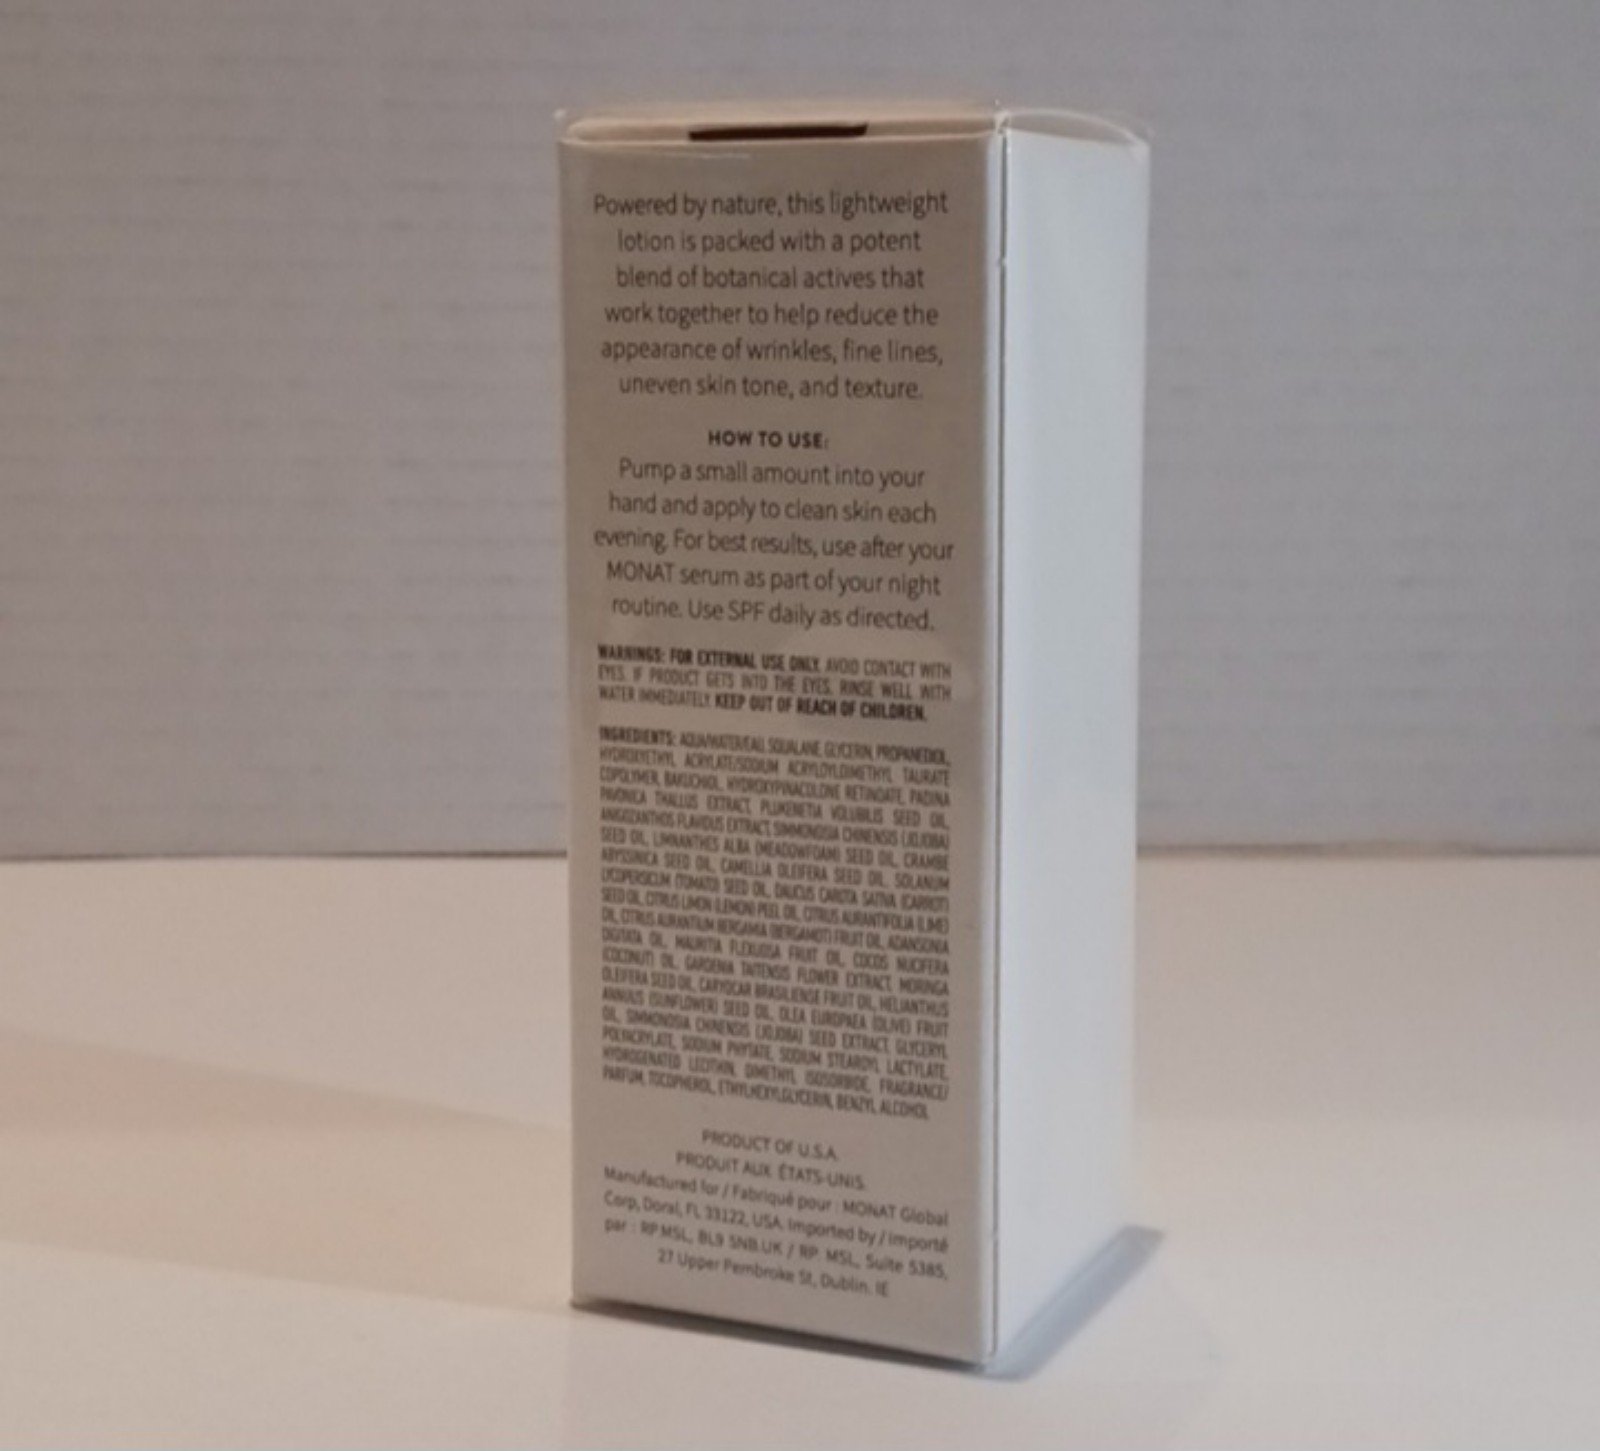 Powered by nature, this lightweight
lotion is packed with a potent
blend of botanical actives that
work together to help reduce the
appearance of wrinkles, fine lines,
uneven skin tone, and texture.
HOW TO USE:
Pump a small amount into your
hand and apply to clean skin each
evening. For best results, use after your
MONAT serum as part of your night
routine. Use SPF daily as directed.
WARNINGS: FOR EXTERNAL USE ONLY. AVOID CONTACT WITH
EYES. IF PRODUCT GETS INTO THE EYES, RINSE WELL WITH
WATER IMMEDIATELY. KEEP OUT OF REACH OF CHILDREN.
INGREDIENTS: AQUA/WATER/EAU, SQUALANE, GLYCERIN, PROPANEDIOL,
HYDROXYETHYL ACRYLATE/SODIUM ACRYLOYLDIMETHYL TAURATE
COPOLYMER, BAKUCHIOL, HYDROXYPINACOLONE RETINOATE, PADINA
PAVONICA THALLUS EXTRACT, PLUKENETIA VOLUBILIS SEED OIL,
ANIGOZANTHOS FLAVIDUS EXTRACT, SIMMONDSIA CHINENSIS (JOJOBA)
SEED OIL, LIMNANTHES ALBA (MEADOWFOAM) SEED OIL, CRAMBE
ABYSSINICA SEED OIL, CAMELLIA OLEIFERA SEED OIL, SOLANUM
LYCOPERSICUM (TOMATO) SEED OIL, DAUCUS CAROTA SATIVA (CARROT)
SEED OIL, CITRUS LIMON (LEMON) PEEL OIL, CITRUS AURANTIFOLIA (LIME)
OIL, CITRUS AURANTIUM BERGAMIA (BERGAMOT) FRUIT OIL, ADANSONIA
DIGITATA OIL, MAURITIA FLEXUOSA FRUIT OIL, COCOS NUCIFERA
(COCONUT) OIL, GARDENIA TAITENSIS FLOWER EXTRACT, MORINGA
OLEIFERA SEED OIL, CARYOCAR BRASILIENSE FRUIT OIL, HELIANTHUS
ANNUUS (SUNFLOWER) SEED OIL, OLEA EUROPAEA (OLIVE) FRUIT
OIL, SIMMONDSIA CHINENSIS (JOJOBA) SEED EXTRACT, GLYCERYL
POLYACRYLATE, SODIUM PHYTATE, SODIUM STEAROYL LACTYLATE,
HYDROGENATED LECITHIN, DIMETHYL ISOSORBIDE, FRAGRANCE/
PARFUM, TOCOPHEROL, ETHYLHEXYLGLYCERIN, BENZYL ALCOHOL
PRODUCT OF U.S.A.
PRODUIT AUX ÉTATS-UNIS.
Manufactured for / Fabriqué pour : MONAT Global
Corp, Doral, FL 33122, USA. Imported by / Importé
par : RP MSL, BL9 5NB.UK / RP MSL, Suite 5385,
27 Upper Pembroke St, Dublin. IE